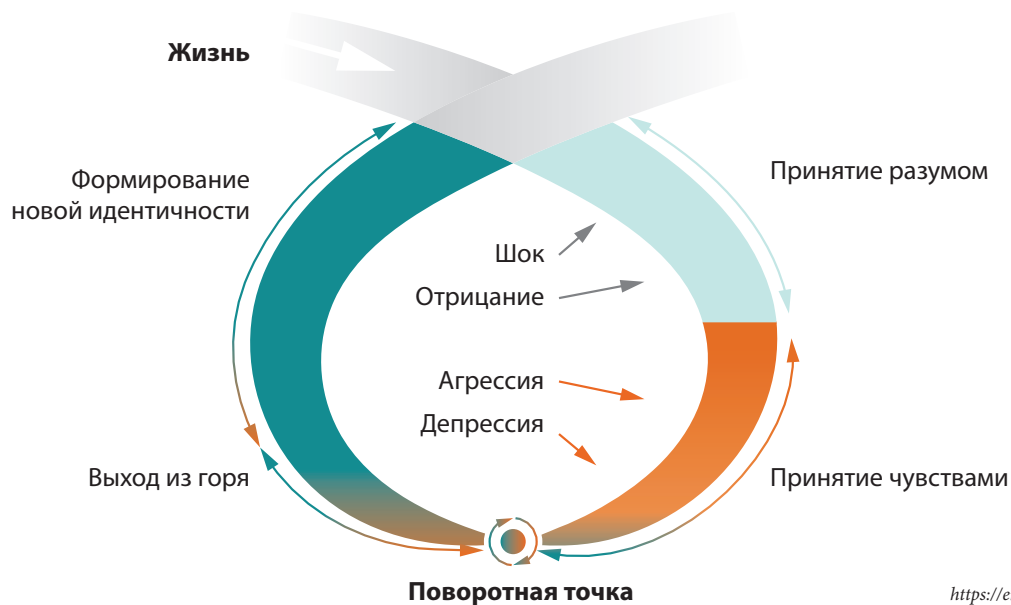 Жизнь
Формирование
новой идентичности
Принятие разумом
Шок
Отрицание
Агрессия
Депрессия
Выход из горя
Принятие чувствами
Поворотная точка
https://e